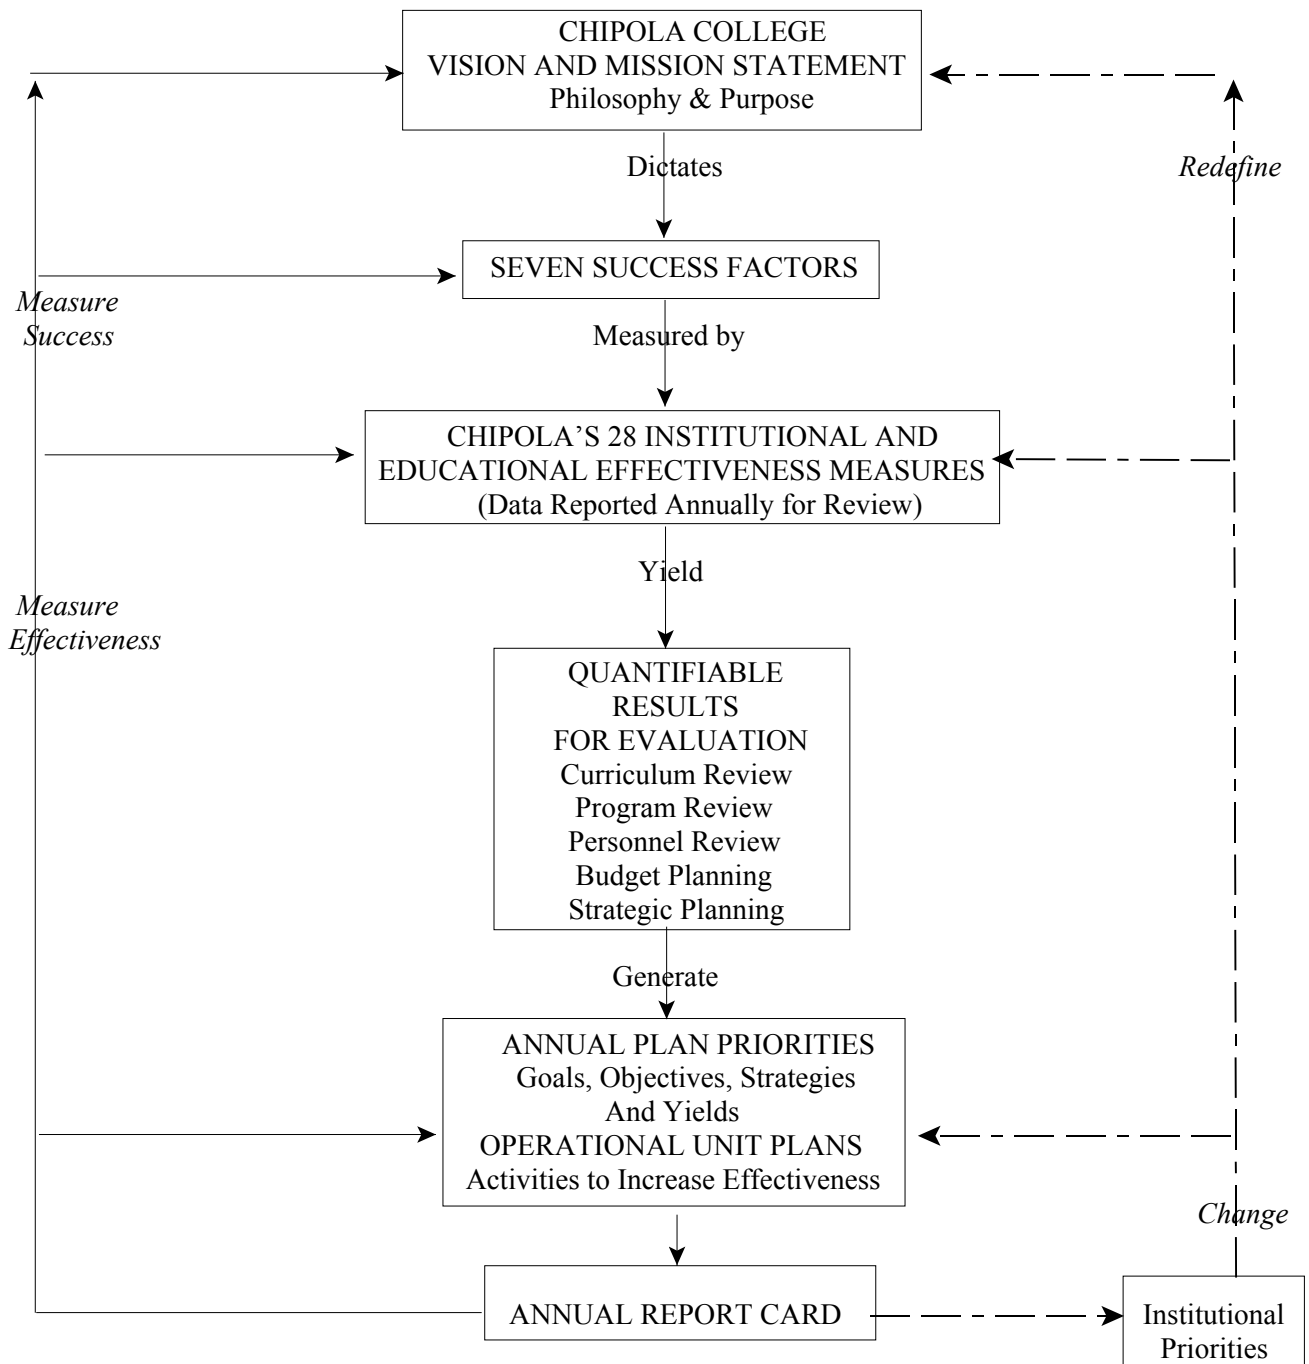 CHIPOLA COLLEGE
VISION AND MISSION STATEMENT
Philosophy & Purpose
Dictates
Redefine
SEVEN SUCCESS FACTORS
Measure
Success
Measured by
CHIPOLA’S 28 INSTITUTIONAL AND
EDUCATIONAL EFFECTIVENESS MEASURES
(Data Reported Annually for Review)
Yield
Measure
Effectiveness
QUANTIFIABLE
RESULTS
FOR EVALUATION
Curriculum Review
Program Review
Personnel Review
Budget Planning
Strategic Planning
Generate
ANNUAL PLAN PRIORITIES
Goals, Objectives, Strategies
And Yields
OPERATIONAL UNIT PLANS
Activities to Increase Effectiveness
Change
ANNUAL REPORT CARD
Institutional
Priorities